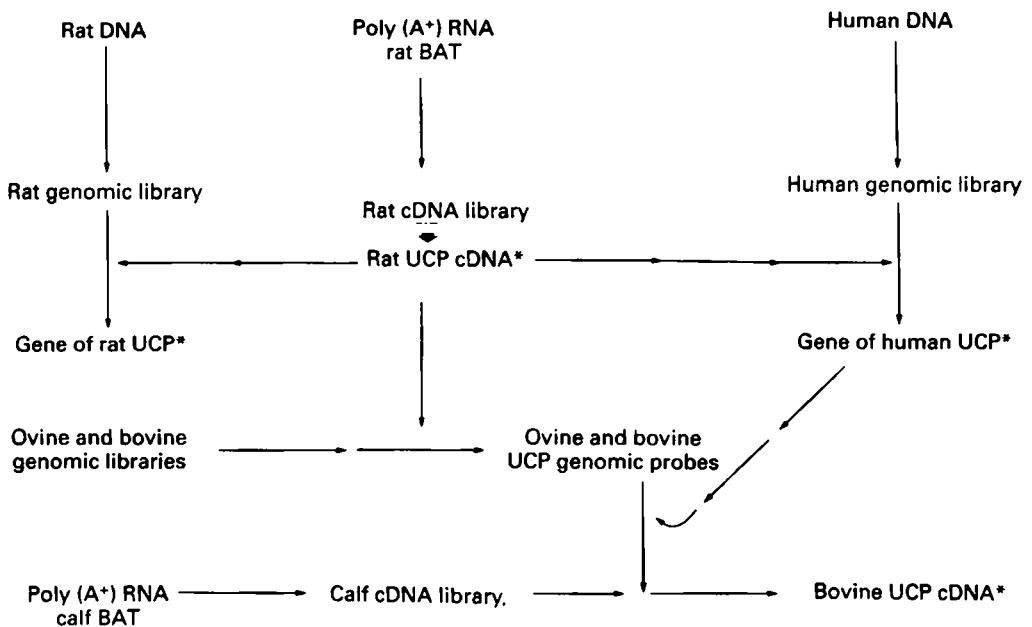 Rat DNA
Poly (A⁺) RNA
rat BAT
Human DNA
Rat genomic library
Human genomic library
Rat cDNA library
Rat UCP cDNA*
Gene of rat UCP*
Gene of human UCP*
Ovine and bovine
genomic libraries
Ovine and bovine
UCP genomic probes
Poly (A⁺) RNA
calf BAT
Calf cDNA library.
Bovine UCP cDNA*